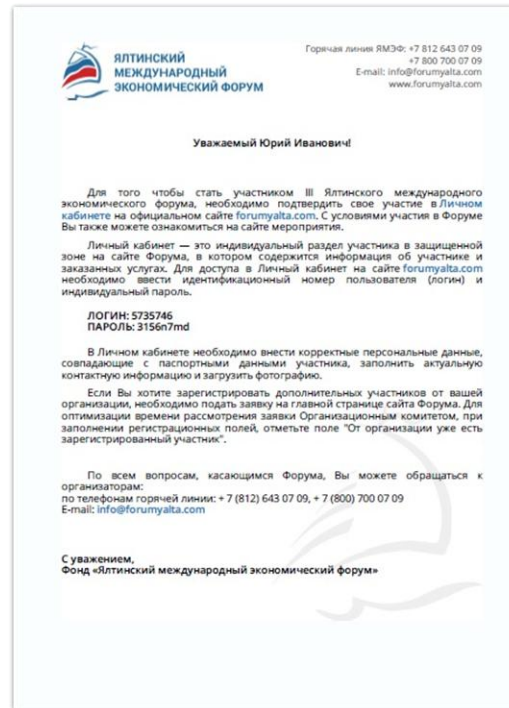 ЯЛТИНСКИЙ
МЕЖДУНАРОДНЫЙ
ЭКОНОМИЧЕСКИЙ ФОРУМ
Горячая линия ЯМЭФ: +7 812 643 07 09
+7 800 700 07 09
E-mail: info@forumyalta.com
www.forumyalta.com
Уважаемый Юрий Иванович!
Для того чтобы стать участником III Ялтинского международного
экономического форума, необходимо подтвердить свое участие в Личном
кабинете на официальном сайте forumyalta.com. С условиями участия в Форуме
Вы также можете ознакомиться на сайте мероприятия.
Личный кабинет — это индивидуальный раздел участника в защищенной
зоне на сайте Форума, в котором содержится информация об участнике и
заказанных услугах. Для доступа в Личный кабинет на сайте forumyalta.com
необходимо ввести идентификационный номер пользователя (логин) и
индивидуальный пароль.
ЛОГИН: 5735746
ПАРОЛЬ: 3156n7md
В Личном кабинете необходимо внести корректные персональные данные,
совпадающие с паспортными данными участника, заполнить актуальную
контактную информацию и загрузить фотографию.
Если Вы хотите зарегистрировать дополнительных участников от вашей
организации, необходимо подать заявку на главной странице сайта Форума. Для
оптимизации времени рассмотрения заявки Организационным комитетом, при
заполнении регистрационных полей, отметьте поле "От организации уже есть
зарегистрированный участник".
По всем вопросам, касающимся Форума, Вы можете обращаться к
организаторам:
по телефонам горячей линии: + 7 (812) 643 07 09, + 7 (800) 700 07 09
E-mail: info@forumyalta.com
С уважением,
Фонд «Ялтинский международный экономический форум»